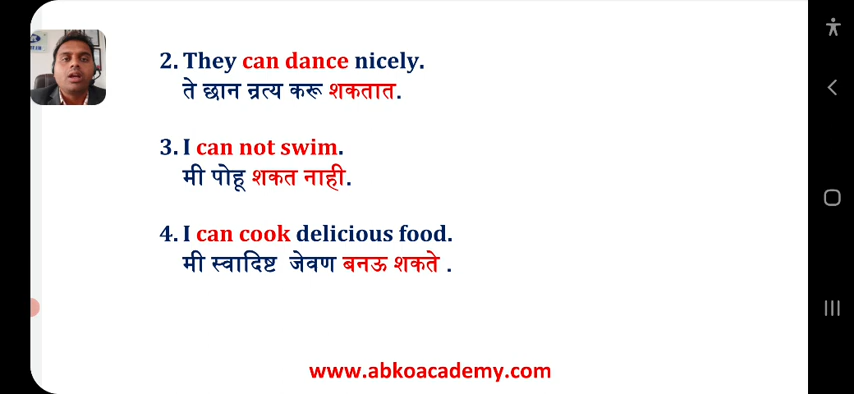 2. They can dance nicely.
ते छान व्रत्य करू शकतात.
3. I can not swim.
मी पोहू शकत नाही.
4. I can cook delicious food.
मी स्वादिष्ट जेवण बनऊ शकते .
www.abkoacademy.com